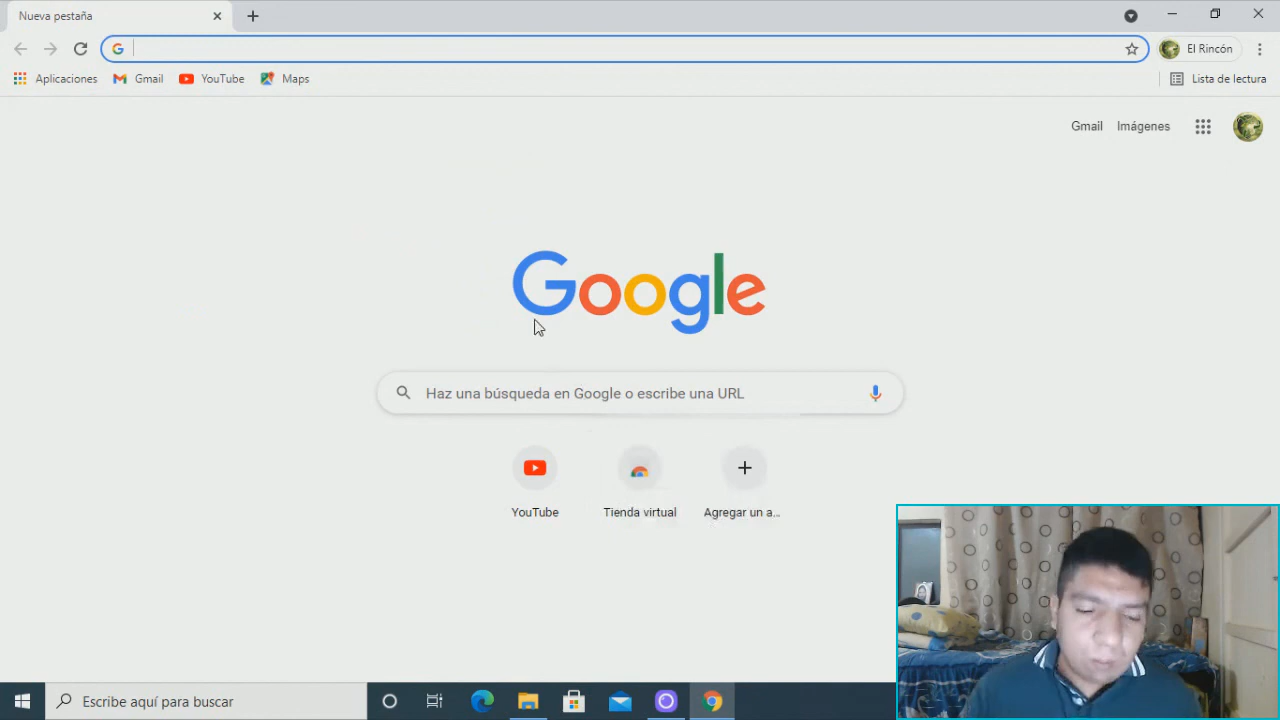 Nueva pestaña
El Rincón
Aplicaciones Gmail YouTube Maps Lista de lectura
Gmail Imágenes
Google
Haz una búsqueda en Google o escribe una URL
YouTube Tienda virtual Agregar un a...
Escribe aquí para buscar